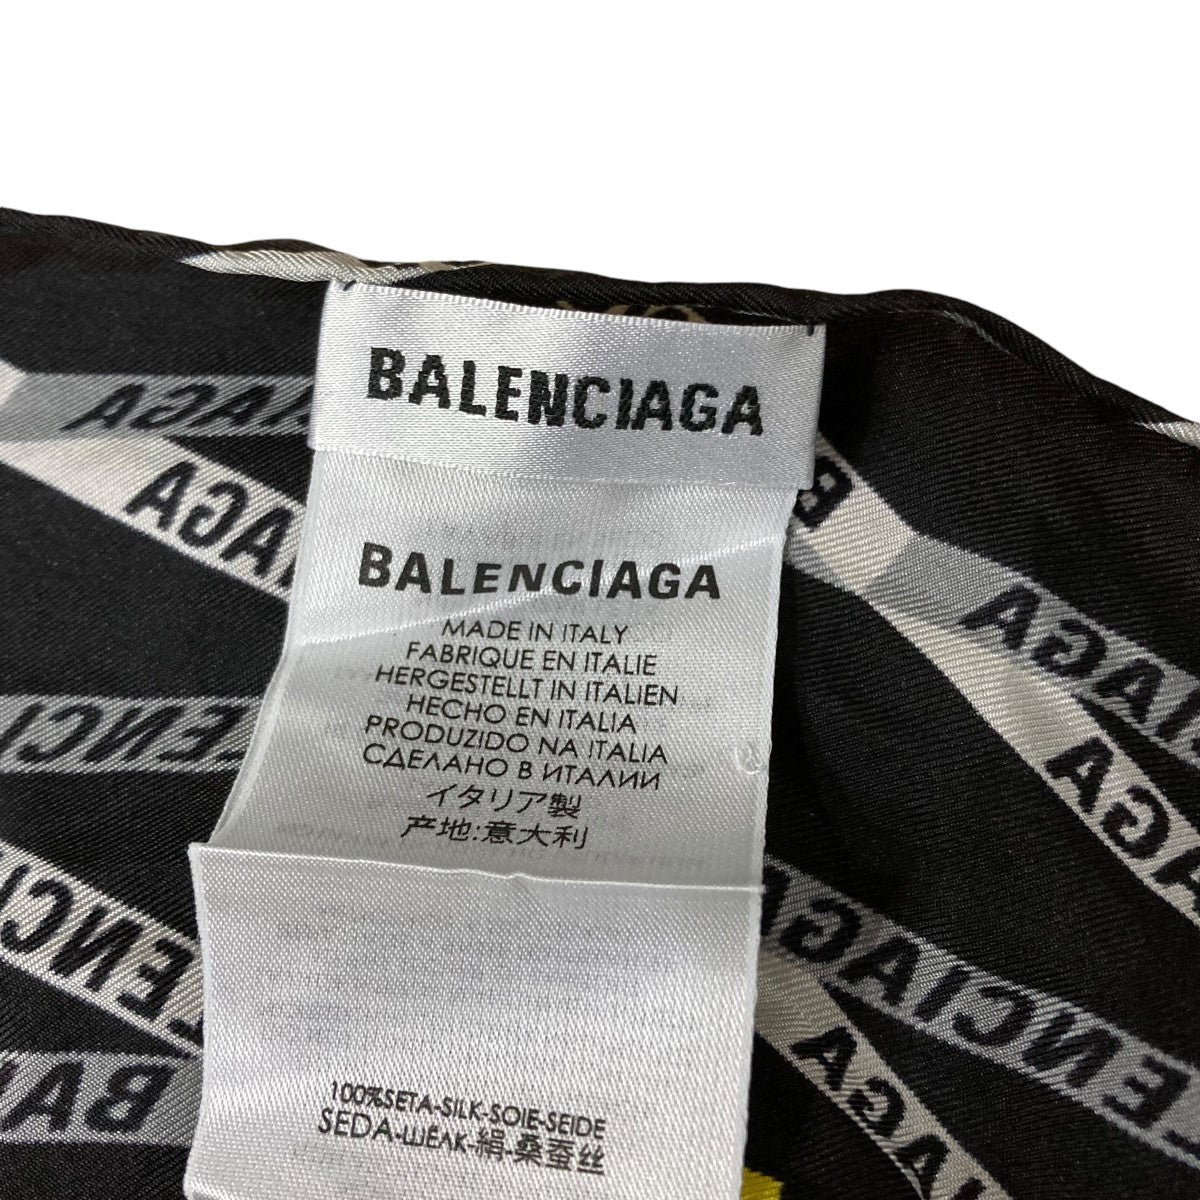 BALENCIAGA
BALENCIAGA
MADE IN ITALY
FABRIQUE EN ITALIE
HERGESTELLT IN ITALIEN
HECHO EN ITALIA
PRODUZIDO NA ITALIA
СДЕЛАНО В ИТАЛИИ
イタリア製
产地:意大利
100%SETA-SILK-SOIE-SEIDE
SEDA-ШЁЛК-絹-桑蚕丝